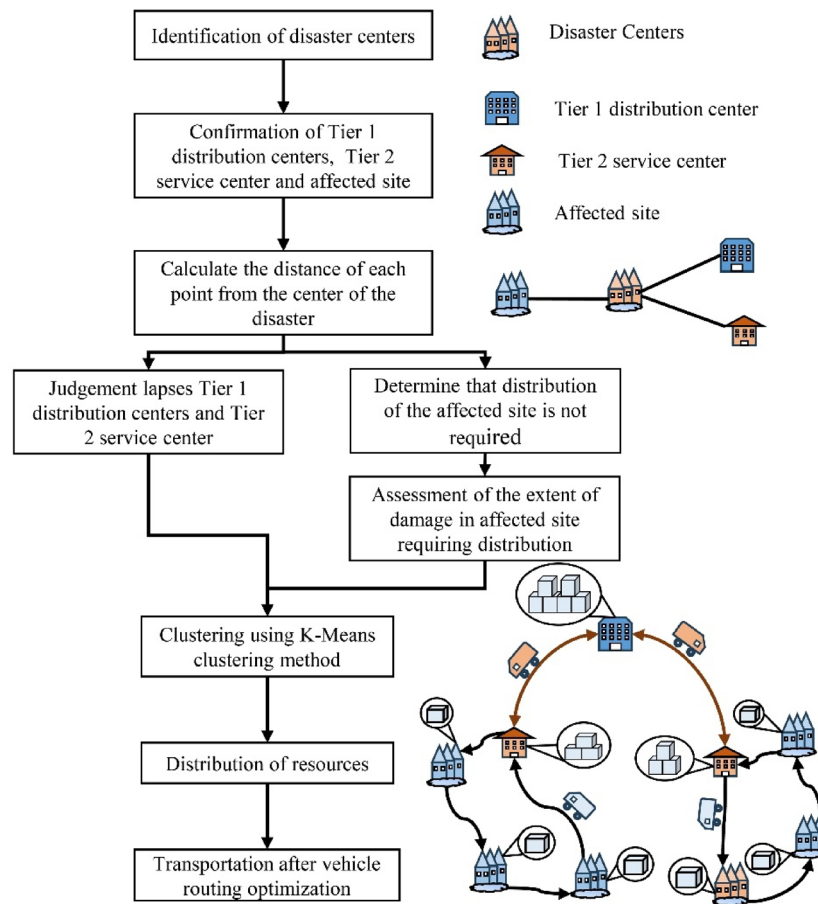 Identification of disaster centers
Confirmation of Tier 1
distribution centers, Tier 2
service center and affected site
Calculate the distance of each
point from the center of the
disaster
Judgement lapses Tier 1
distribution centers and Tier
2 service center
Determine that distribution
of the affected site is not
required
Assessment of the extent of
damage in affected site
requiring distribution
Clustering using K-Means
clustering method
Distribution of resources
Transportation after vehicle
routing optimization
Disaster Centers
Tier 1 distribution center
Tier 2 service center
Affected site